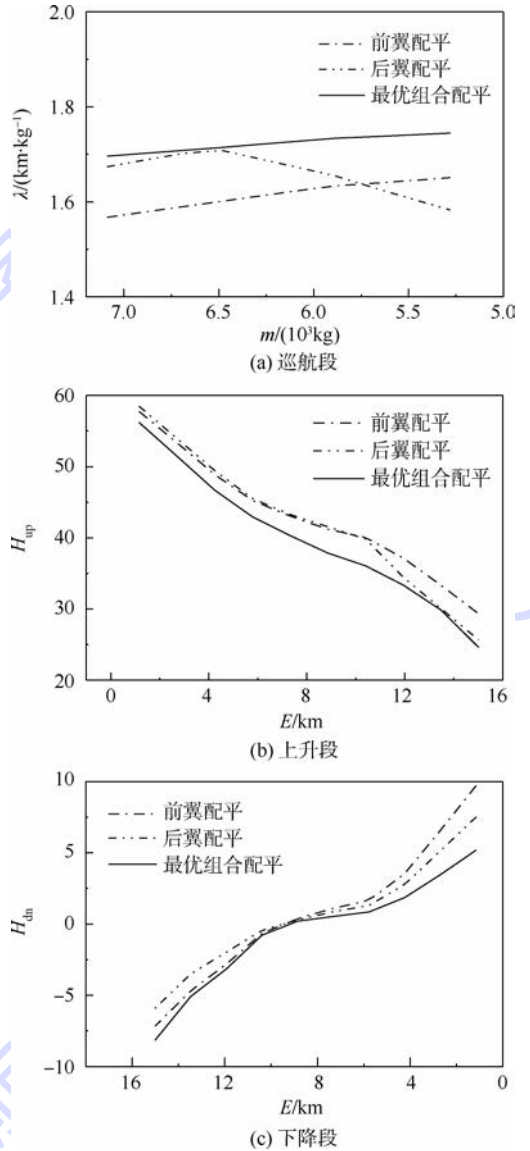 2.0
前翼配平
后翼配平
最优组合配平
1.8
λ/(km·kg⁻¹)
1.6
1.4
7.0 6.5 6.0 5.5 5.0
m/(10³kg)
(a) 巡航段
60
前翼配平
后翼配平
50
最优组合配平
H_up
40
30
20
0 4 8 12 16
E/km
(b) 上升段
10
前翼配平
后翼配平
5
最优组合配平
H_dn
0
−5
−10
16 12 8 4 0
E/km
(c) 下降段